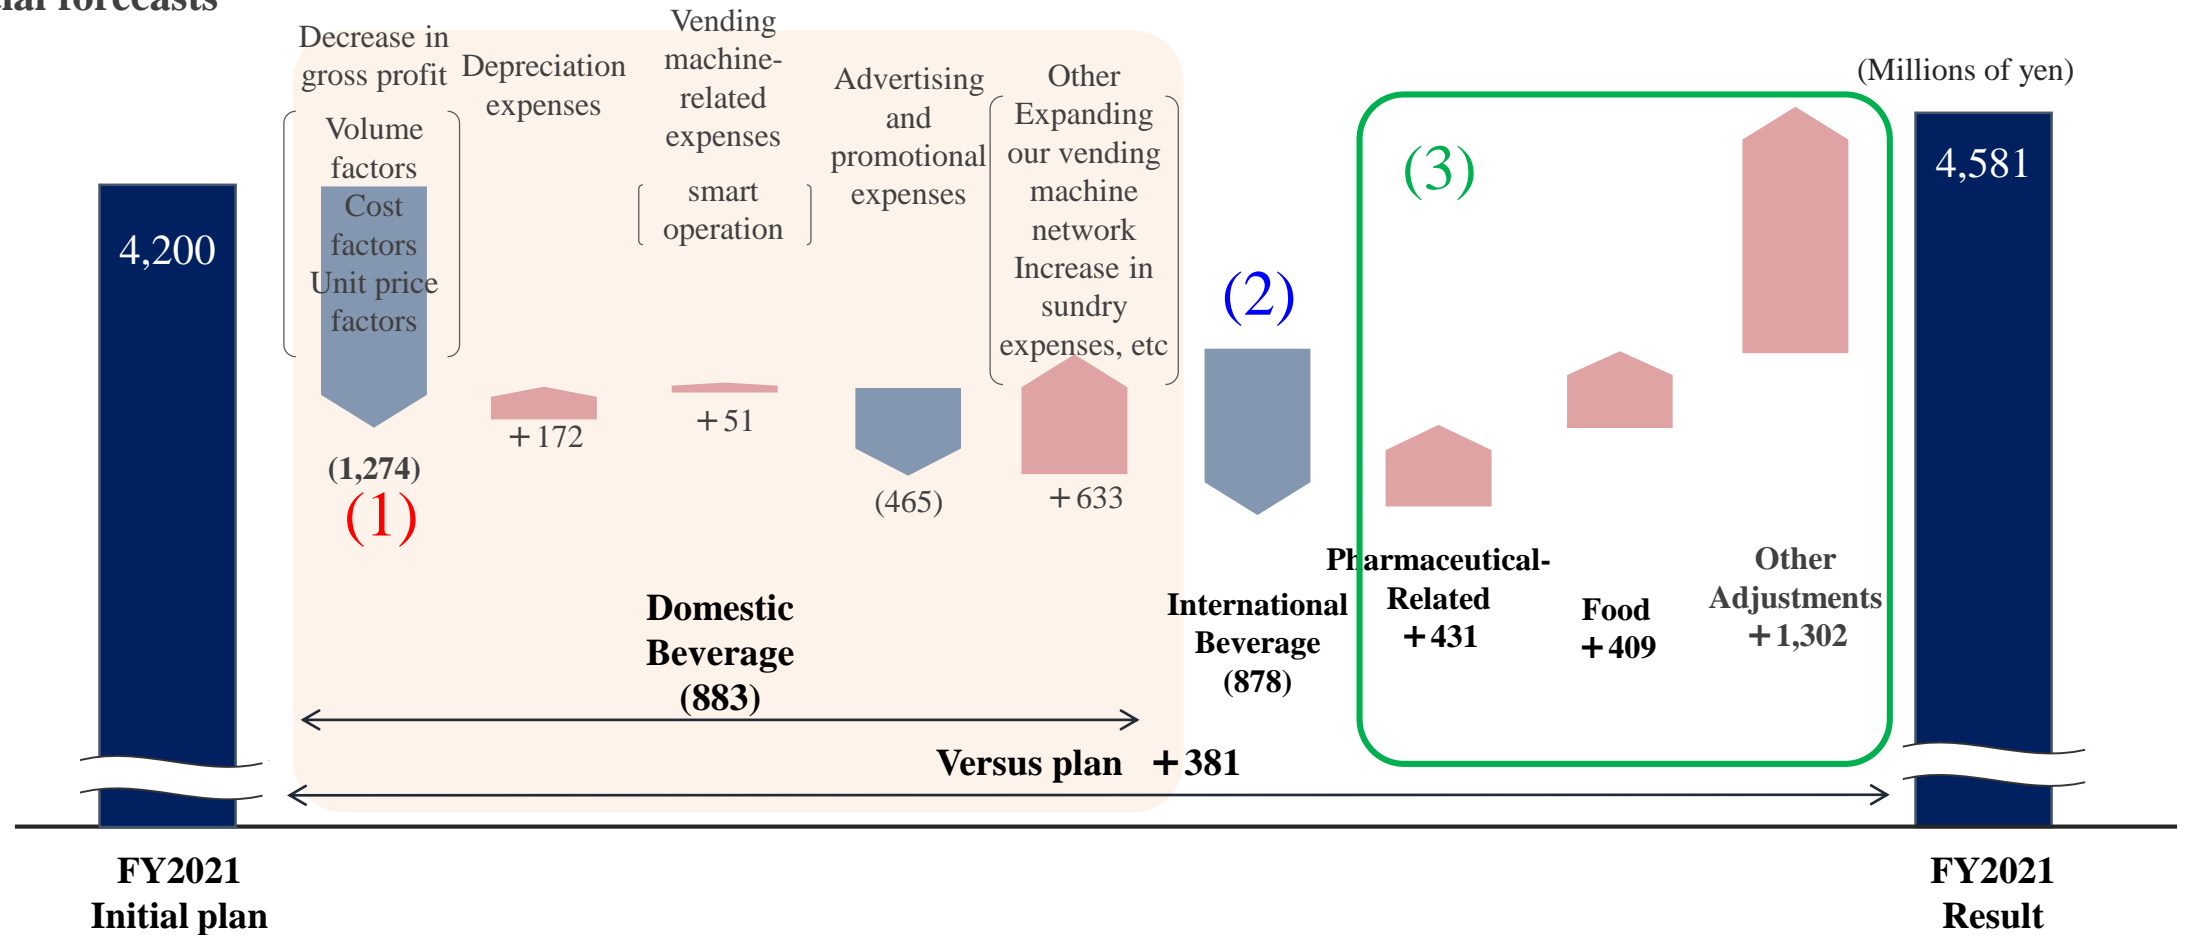 forecasts
(Millions of yen)
4,200
Decrease in
gross profit
Volume
factors
Cost
factors
Unit price
factors
(1,274)
(1)
Depreciation
expenses
+172
Vending
machine-
related
expenses
smart
operation
+51
Advertising
and
promotional
expenses
(465)
Other
Expanding
our vending
machine
network
Increase in
sundry
expenses, etc
+633
Domestic
Beverage
(883)
(2)
International
Beverage
(878)
(3)
Pharmaceutical-
Related
+431
Food
+409
Other
Adjustments
+1,302
4,581
Versus plan +381
FY2021
Initial plan
FY2021
Result